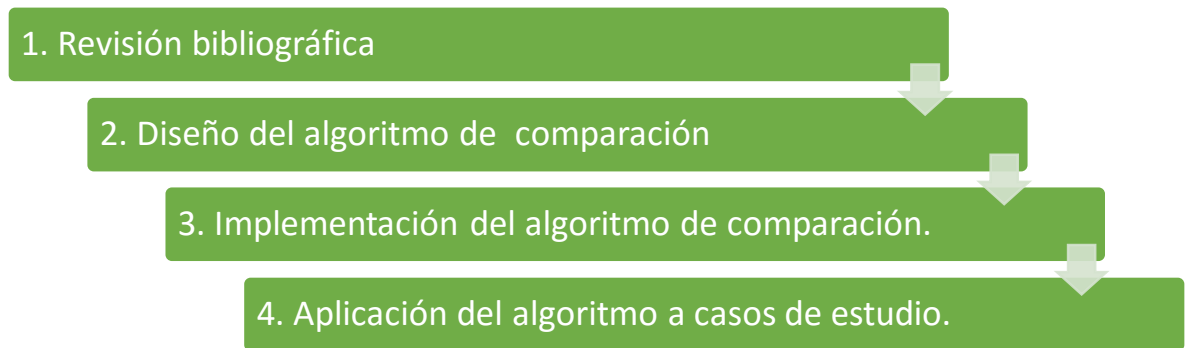 1. Revisión bibliográfica
2. Diseño del algoritmo de  comparación
3. Implementación del algoritmo de comparación.
4. Aplicación del algoritmo a casos de estudio.